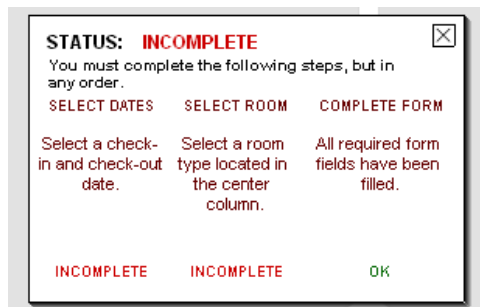 STATUS: INCOMPLETE
You must complete the following steps, but in
any order.
SELECT DATES SELECT ROOM COMPLETE FORM
Select a check- Select a room All required form
in and check-out type located in fields have been
date. the center filled.
column.
INCOMPLETE INCOMPLETE OK